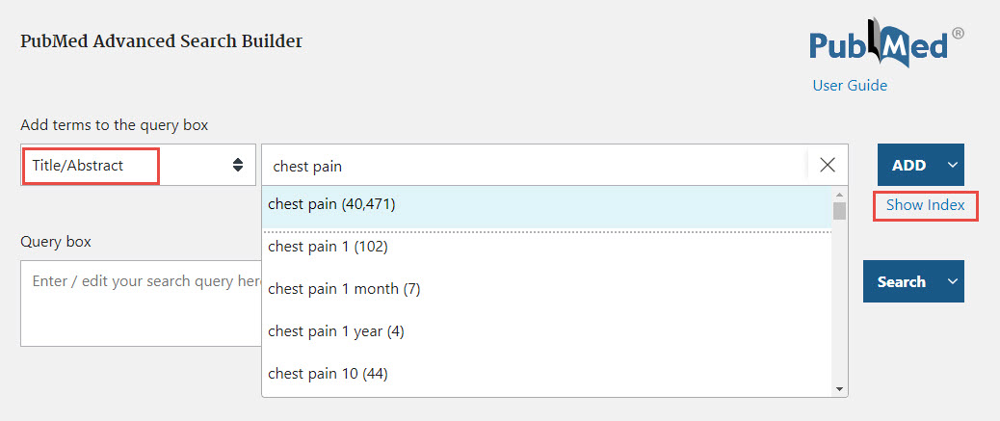 PubMed Advanced Search Builder
PubMed®
User Guide
Add terms to the query box
Title/Abstract
chest pain
ADD
chest pain (40,471)
Show Index
Query box
chest pain 1 (102)
Enter / edit your search query here
chest pain 1 month (7)
Search
chest pain 1 year (4)
chest pain 10 (44)